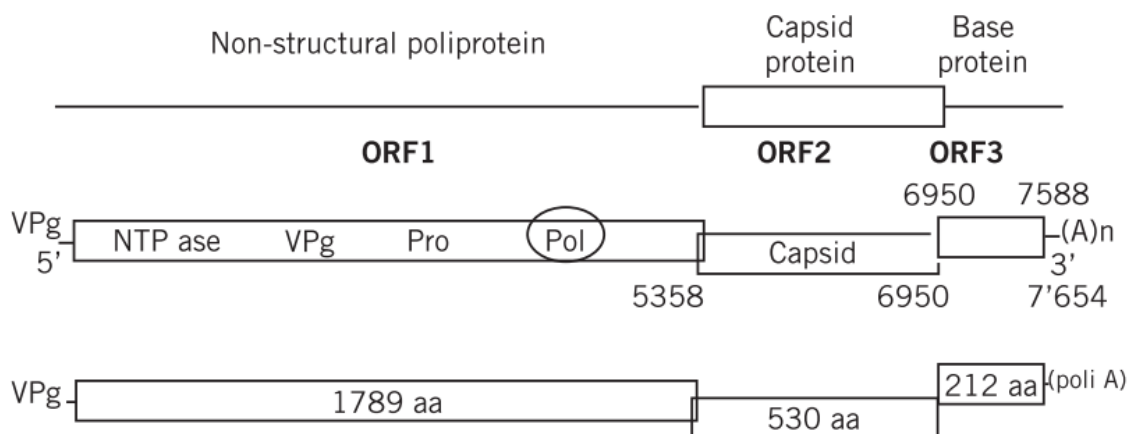 Non-structural poliprotein
Capsid
protein
Base
protein
ORF1
ORF2
ORF3
6950
7588
VPg
5'
NTP ase
VPg
Pro
Pol
Capsid
(A)n
3'
5358
6950
7'654
VPg
1789 aa
530 aa
212 aa
(poli A)